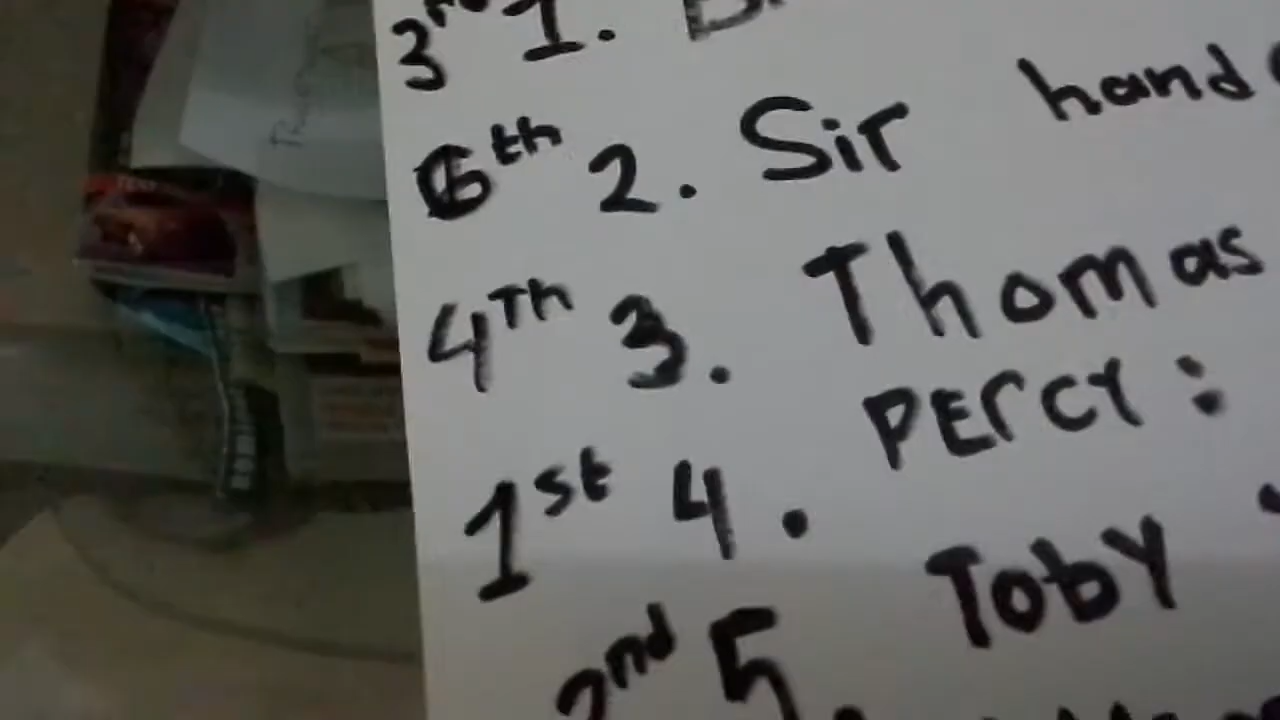 3rd 1.
6th 2. Sir hand
4Th 3. Thomas
1st 4. PERCY:
2nd 5. TobY